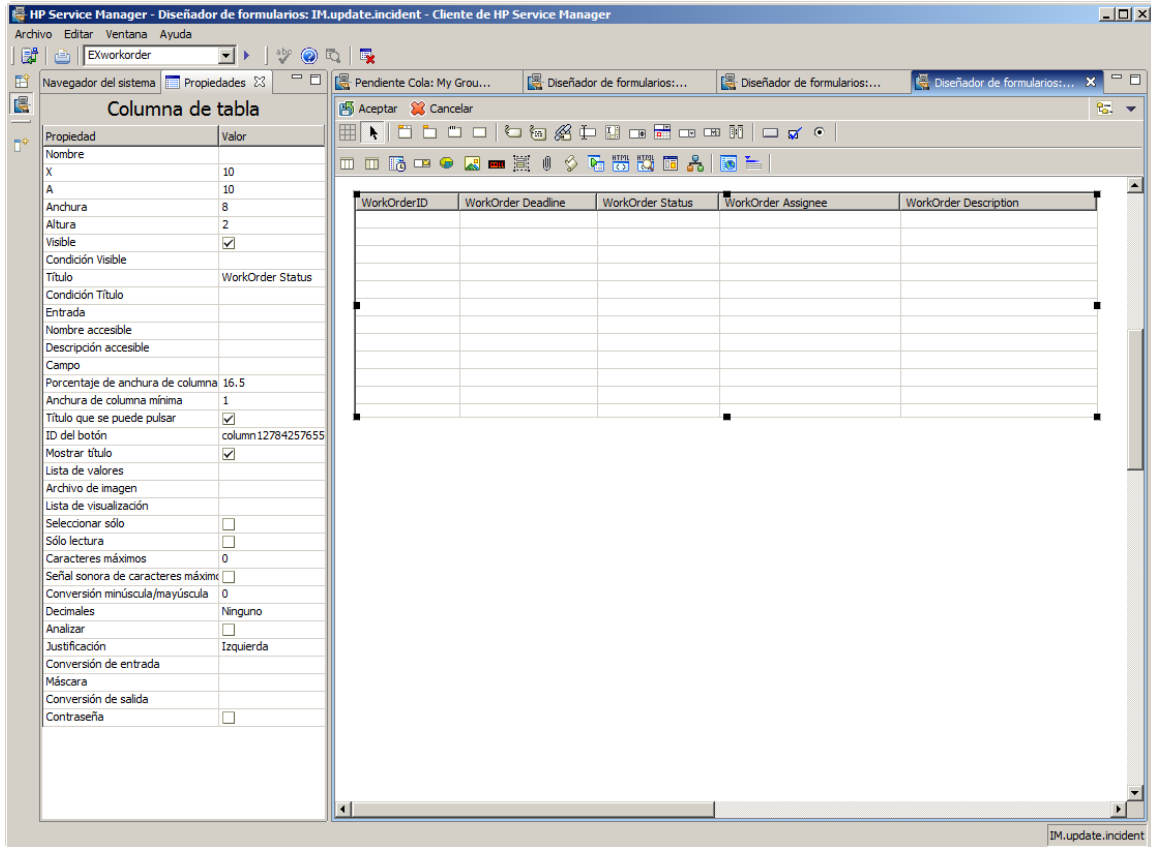 HP Service Manager - Diseñador de formularios: IM.update.incident - Cliente de HP Service Manager
Archivo Editar Ventana Ayuda
EXworkorder
abc
Navegador del sistema Propiedades
Pendiente Cola: My Grou... Diseñador de formularios:... Diseñador de formularios:... Diseñador de formularios:...
Columna de tabla
Aceptar Cancelar
HTML HTML
Propiedad Valor
Nombre
X 10
A 10
Anchura 8
Altura 2
Visible
Condición Visible
Título WorkOrder Status
Condición Título
Entrada
Nombre accesible
Descripción accesible
Campo
Porcentaje de anchura de columna 16.5
Anchura de columna mínima 1
Título que se puede pulsar
ID del botón column12784257655
Mostrar título
Lista de valores
Archivo de imagen
Lista de visualización
Seleccionar sólo
Sólo lectura
Caracteres máximos 0
Señal sonora de caracteres máximo
Conversión minúscula/mayúscula 0
Decimales Ninguno
Analizar
Justificación Izquierda
Conversión de entrada
Máscara
Conversión de salida
Contraseña
WorkOrderID WorkOrder Deadline WorkOrder Status WorkOrder Assignee WorkOrder Description
IM.update.incident